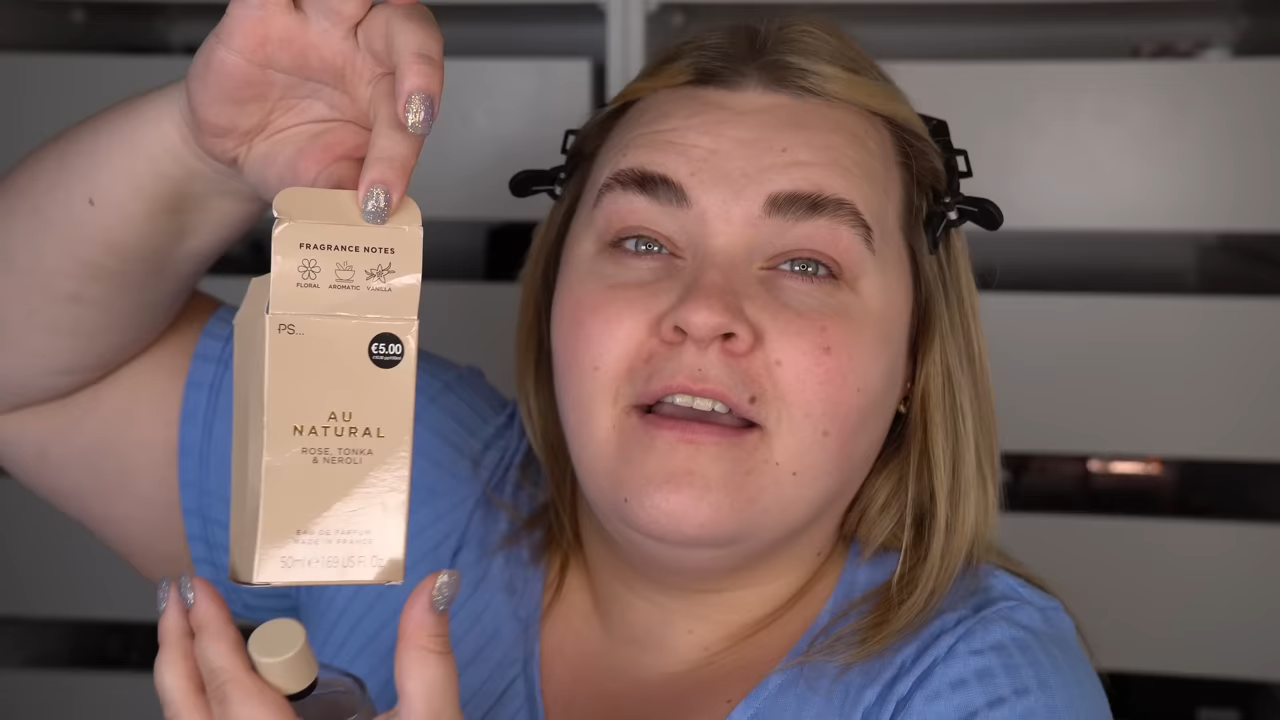 FRAGRANCE NOTES
FLORAL AROMATIC VANILLA
PS...
€5.00
AU
NATURAL
ROSE, TONKA
& NEROLI
EAU DE PARFUM
MADE IN FRANCE
50ml e 1.69 US Fl. Oz